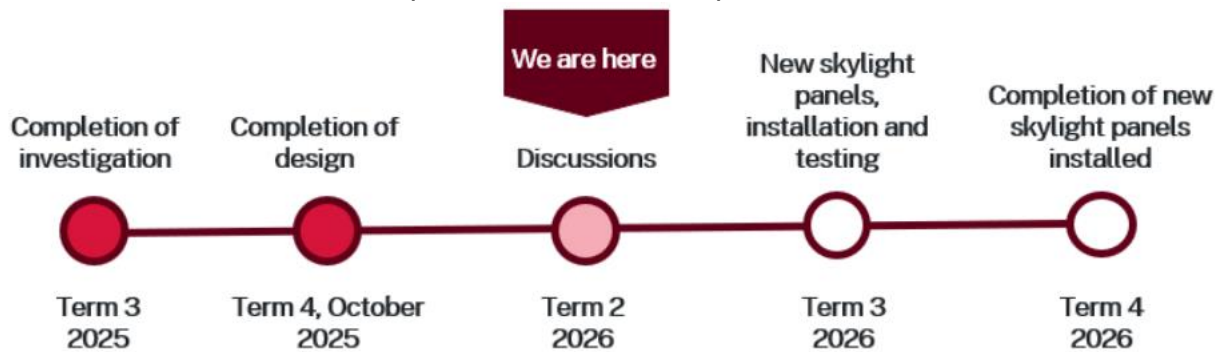 We are here
Completion of
investigation
Completion of
design
Discussions
New skylight
panels,
installation and
testing
Completion of new
skylight panels
installed
Term 3
2025
Term 4, October
2025
Term 2
2026
Term 3
2026
Term 4
2026